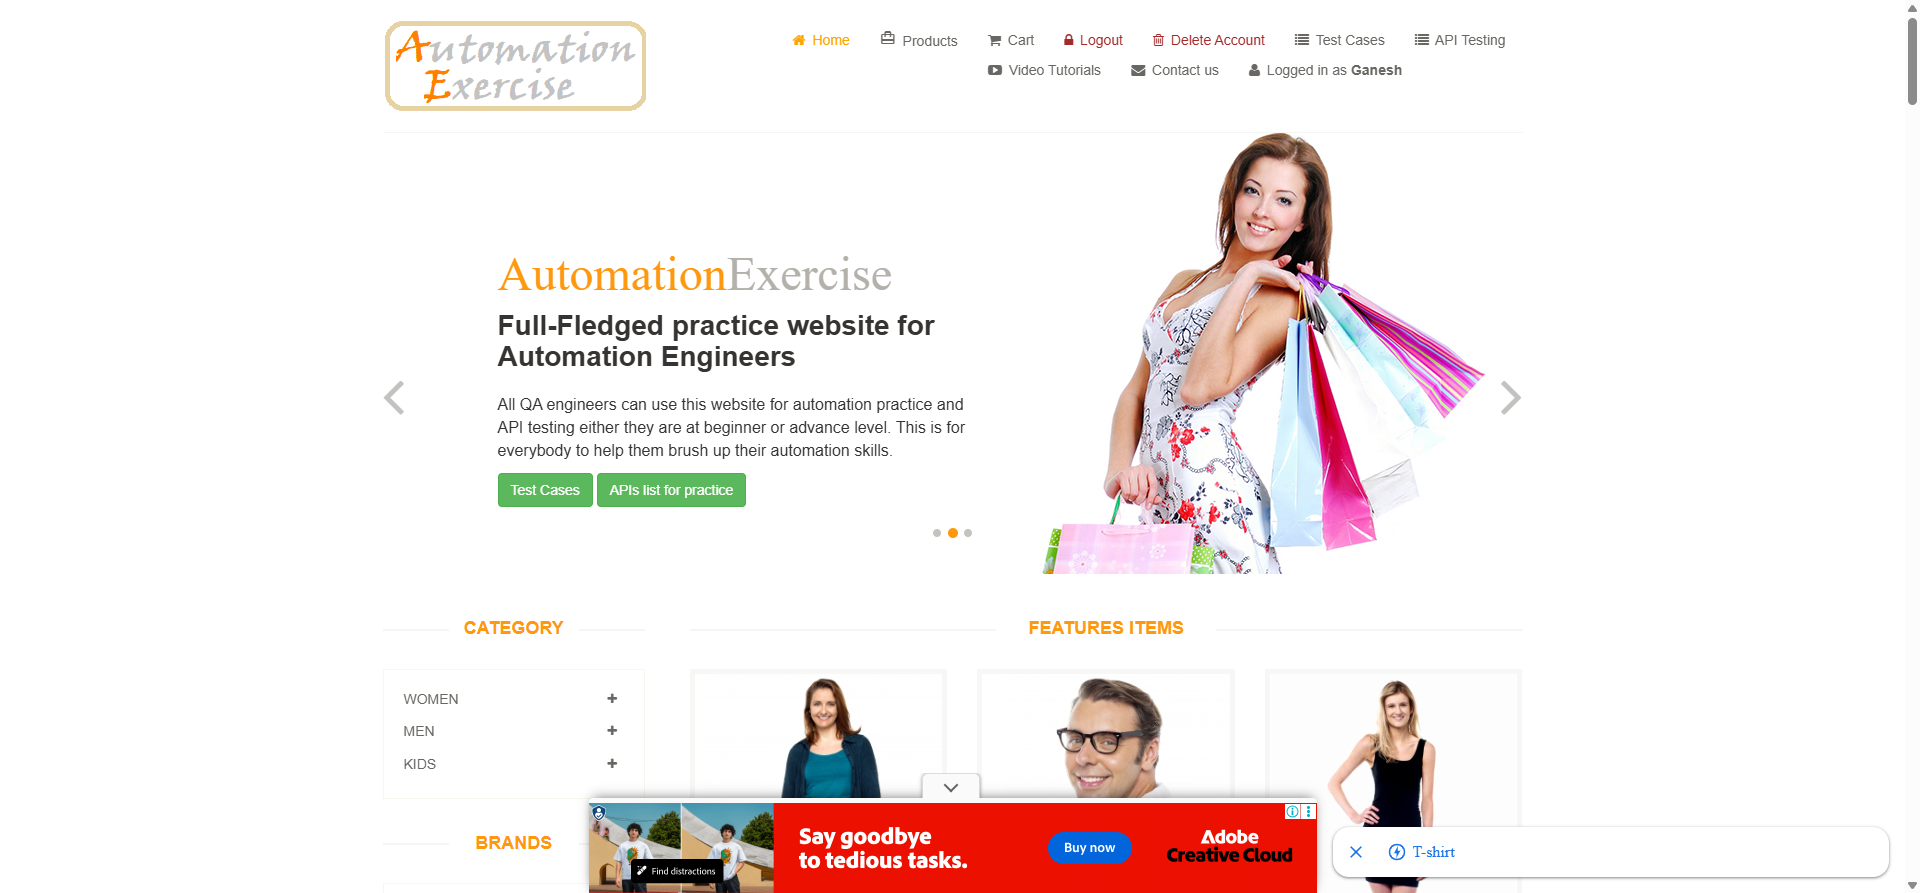 Automation
Exercise
Home
Products
Cart
Logout
Delete Account
Test Cases
API Testing
Video Tutorials
Contact us
Logged in as Ganesh
AutomationExercise
Full-Fledged practice website for
Automation Engineers
All QA engineers can use this website for automation practice and
API testing either they are at beginner or advance level. This is for
everybody to help them brush up their automation skills.
Test Cases
APIs list for practice
CATEGORY
FEATURES ITEMS
WOMEN
MEN
KIDS
BRANDS
Find distractions
Say goodbye
to tedious tasks.
Buy now
Adobe
Creative Cloud
T-shirt